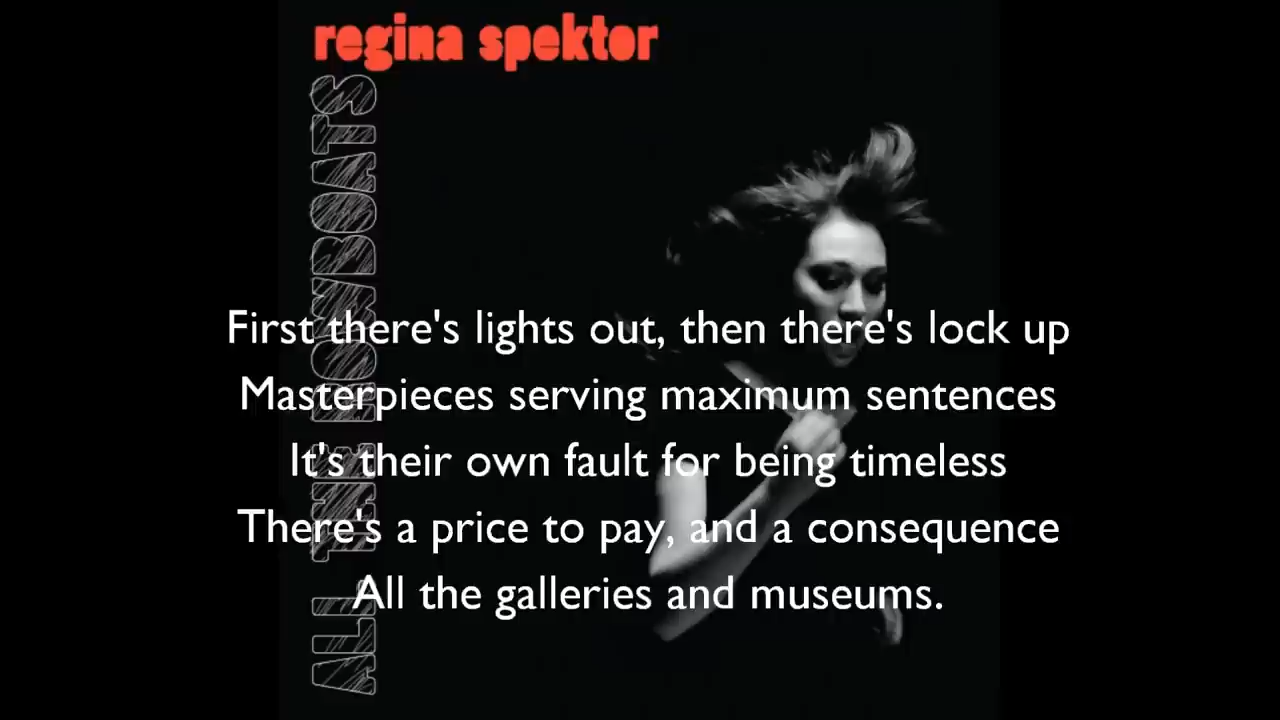 regina spektor
ALL THE ROWBOATS
First there's lights out, then there's lock up
Masterpieces serving maximum sentences
It's their own fault for being timeless
There's a price to pay, and a consequence
All the galleries and museums.